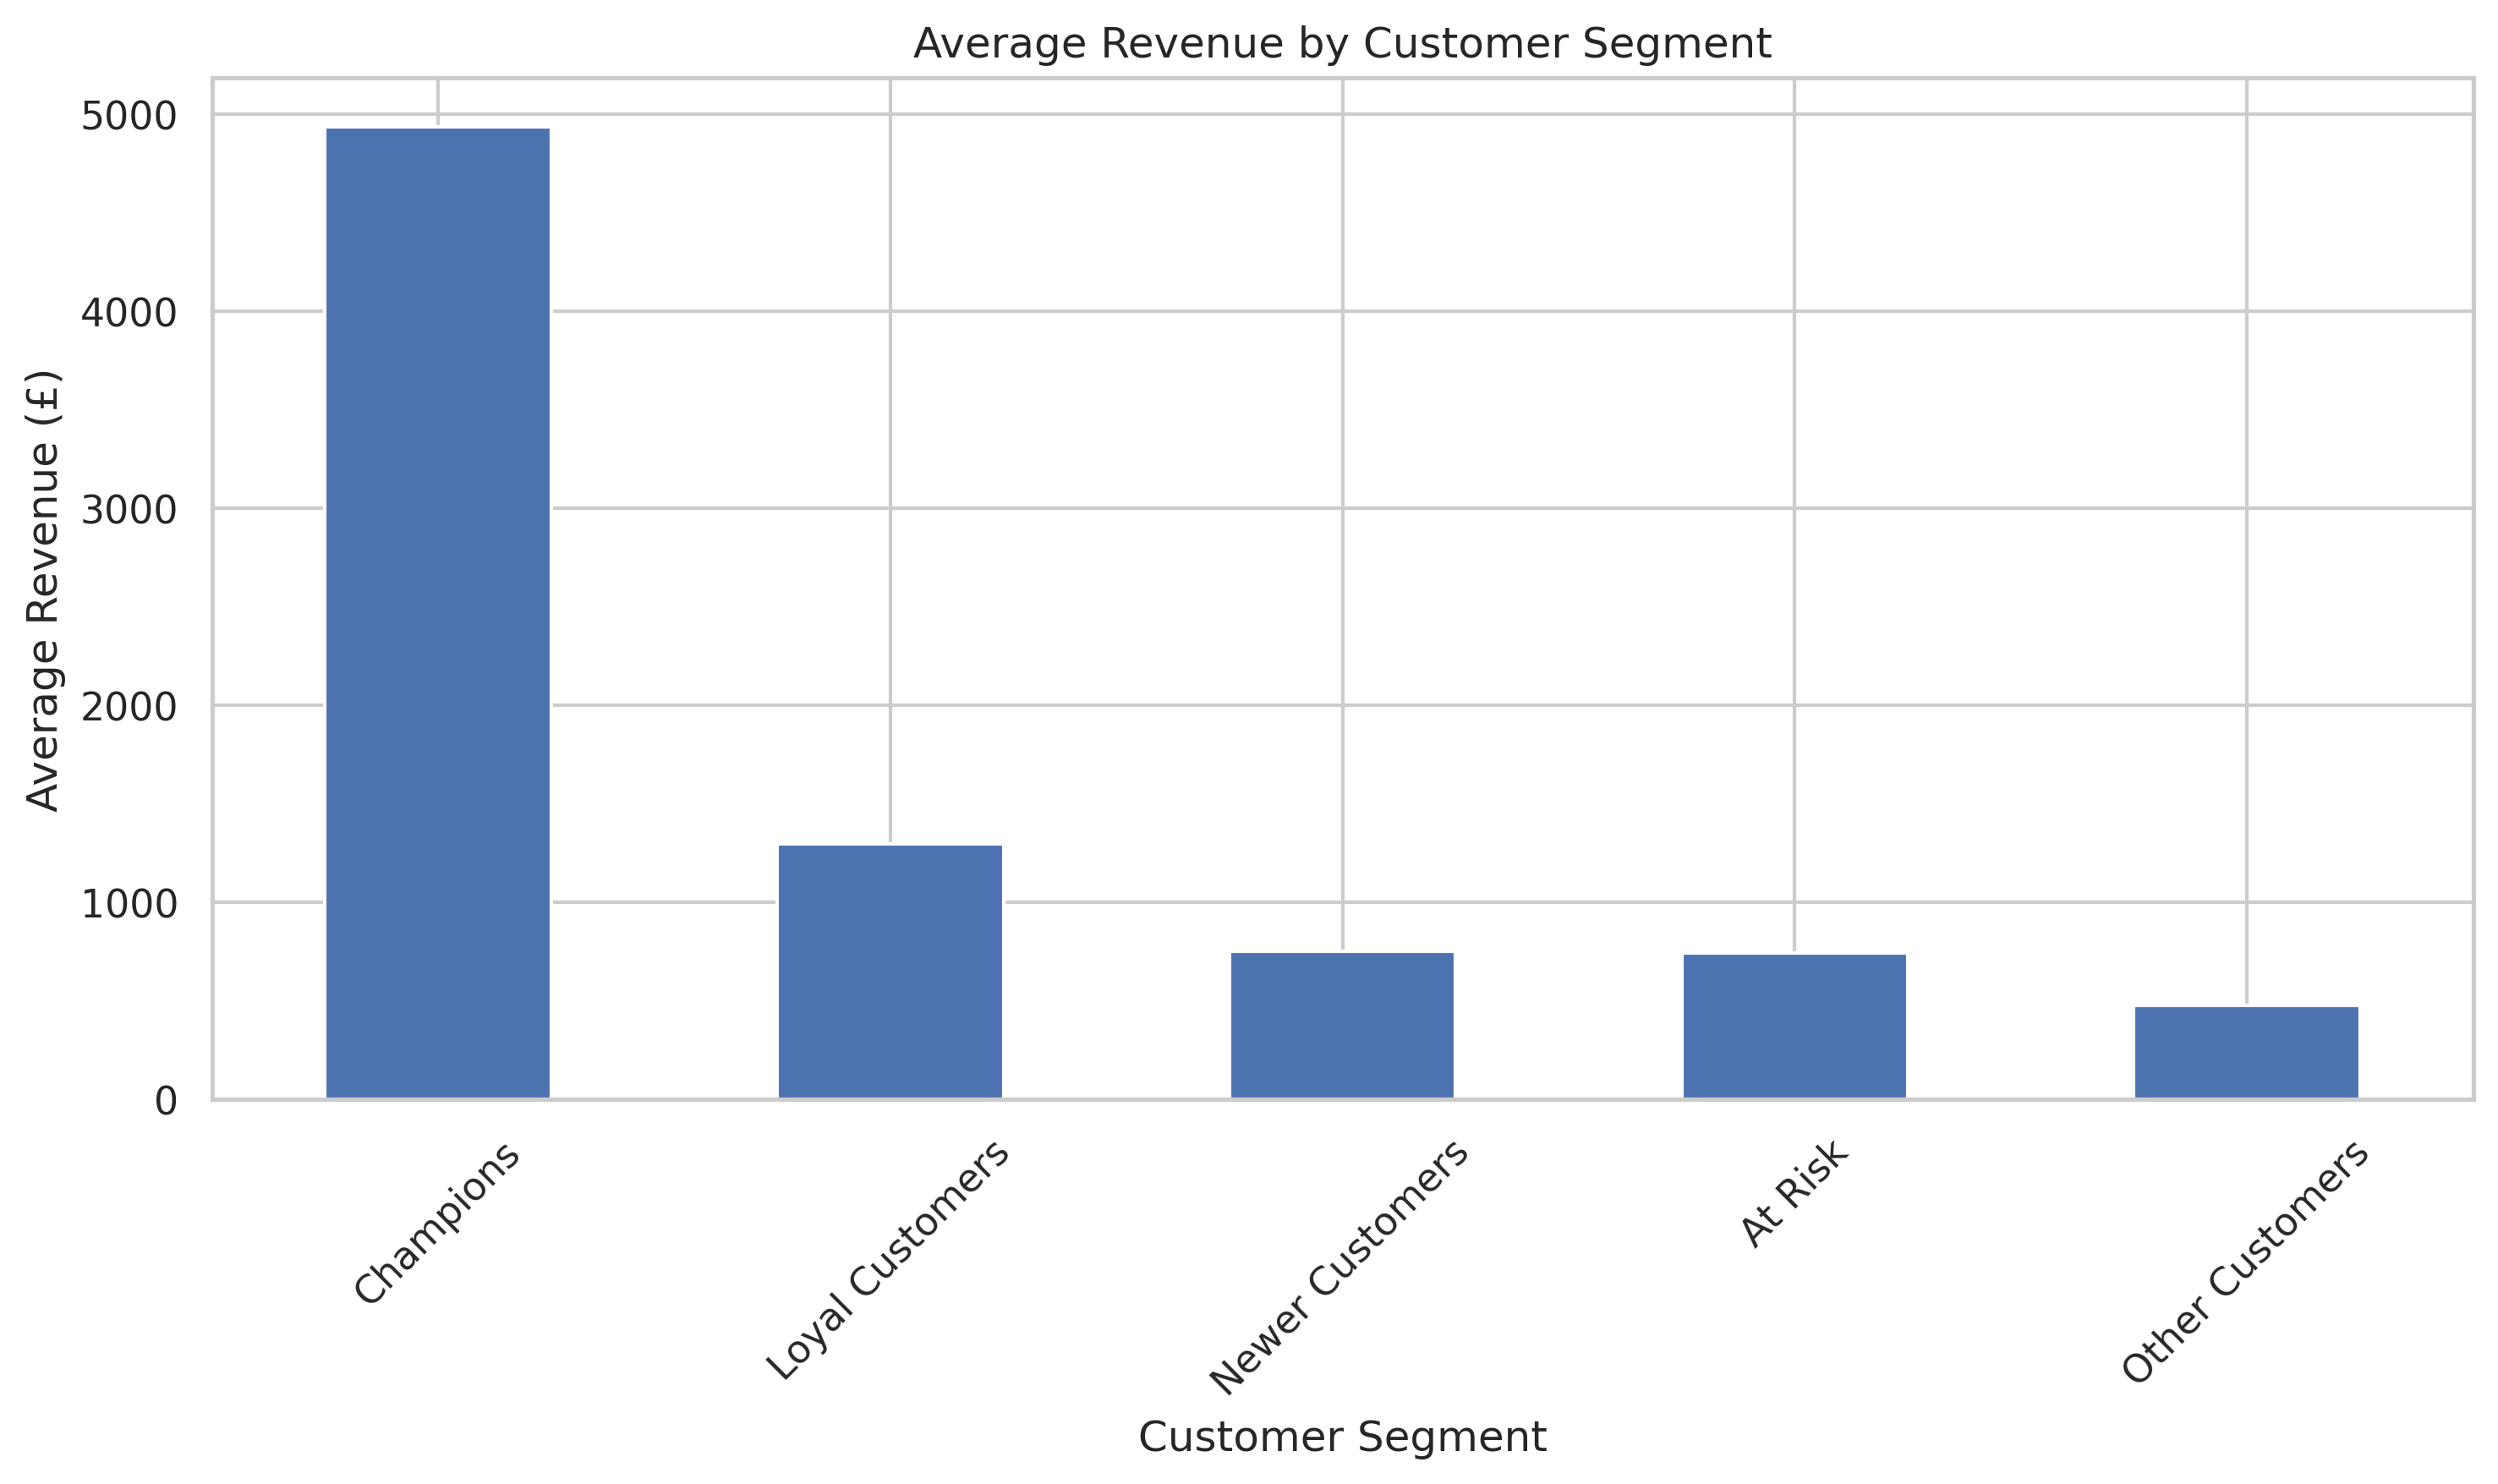 Average Revenue by Customer Segment
Average Revenue (£)
5000
4000
3000
2000
1000
0
Champions
Loyal Customers
Newer Customers
At Risk
Other Customers
Customer Segment